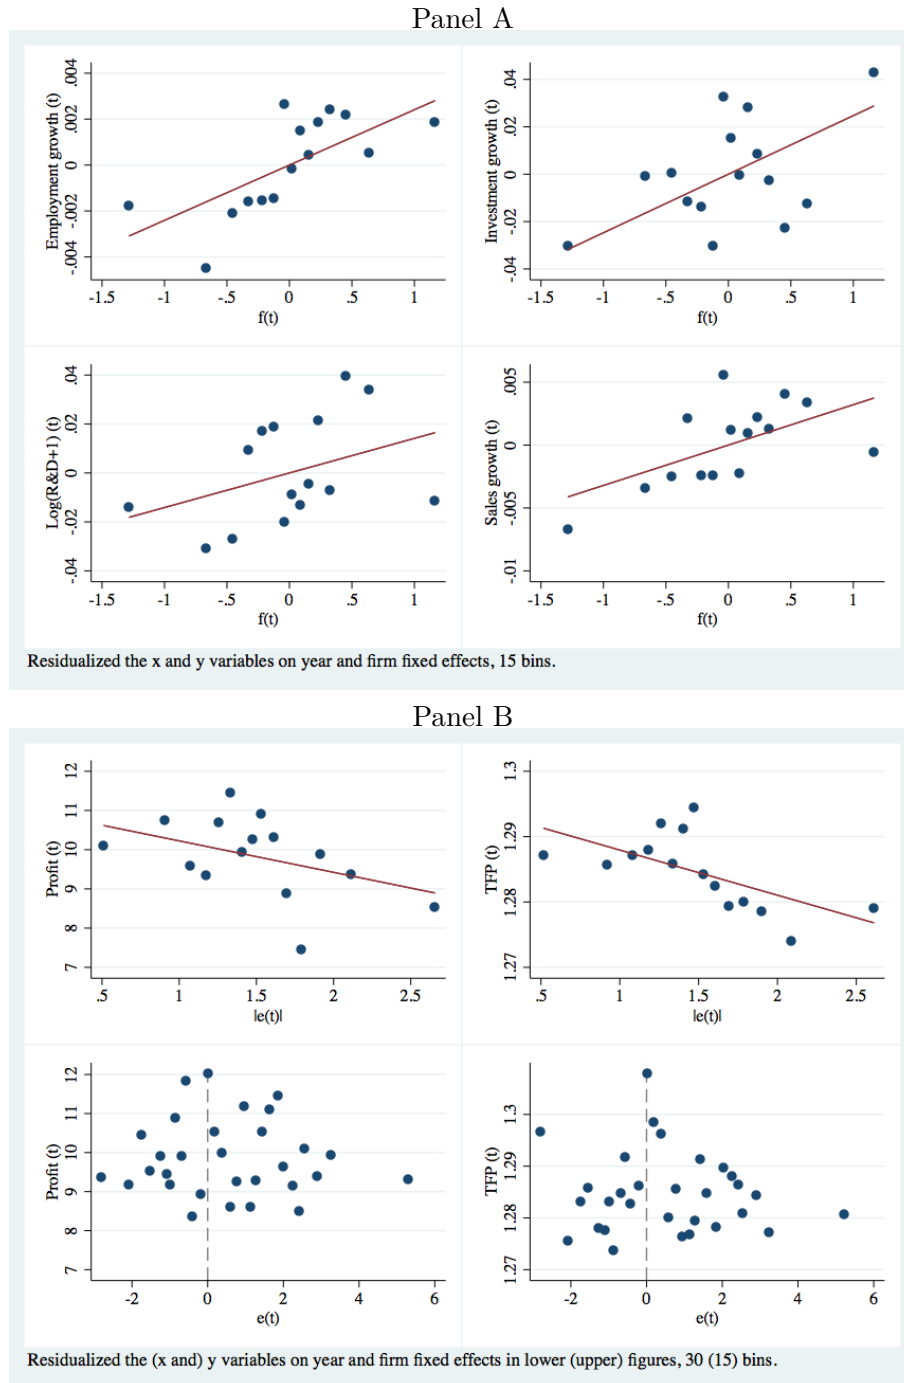 Panel A
Employment growth (t)
.004
.002
0
-.002
-.004
-1.5 -1 -.5 0 .5 1
f(t)
Investment growth (t)
.04
.02
0
-.02
-.04
-1.5 -1 -.5 0 .5 1
f(t)
Log(R&D+1) (t)
.04
.02
0
-.02
-.04
-1.5 -1 -.5 0 .5 1
f(t)
Sales growth (t)
.005
0
-.005
-.01
-1.5 -1 -.5 0 .5 1
f(t)
Residualized the x and y variables on year and firm fixed effects, 15 bins.
Panel B
Profit (t)
12
11
10
9
8
7
.5 1 1.5 2 2.5
|e(t)|
TFP (t)
1.3
1.29
1.28
1.27
.5 1 1.5 2 2.5
|e(t)|
Profit (t)
12
11
10
9
8
7
-2 0 2 4 6
e(t)
TFP (t)
1.3
1.29
1.28
1.27
-2 0 2 4 6
e(t)
Residualized the (x and) y variables on year and firm fixed effects in lower (upper) figures, 30 (15) bins.